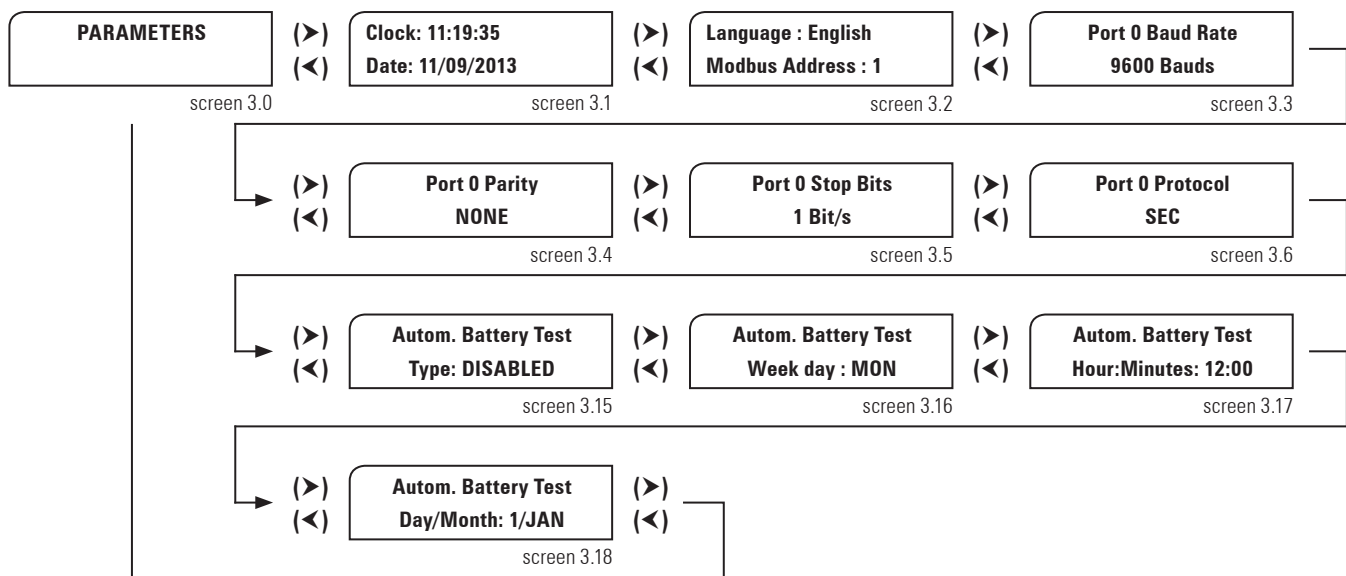 PARAMETERS
(➤)
(⮜)
Clock: 11:19:35
Date: 11/09/2013
(➤)
(⮜)
Language : English
Modbus Address : 1
(➤)
(⮜)
Port 0 Baud Rate
9600 Bauds
screen 3.0
screen 3.1
screen 3.2
screen 3.3
(➤)
(⮜)
Port 0 Parity
NONE
(➤)
(⮜)
Port 0 Stop Bits
1 Bit/s
(➤)
(⮜)
Port 0 Protocol
SEC
screen 3.4
screen 3.5
screen 3.6
(➤)
(⮜)
Autom. Battery Test
Type: DISABLED
(➤)
(⮜)
Autom. Battery Test
Week day : MON
(➤)
(⮜)
Autom. Battery Test
Hour:Minutes: 12:00
screen 3.15
screen 3.16
screen 3.17
(➤)
(⮜)
Autom. Battery Test
Day/Month: 1/JAN
(➤)
(⮜)
screen 3.18